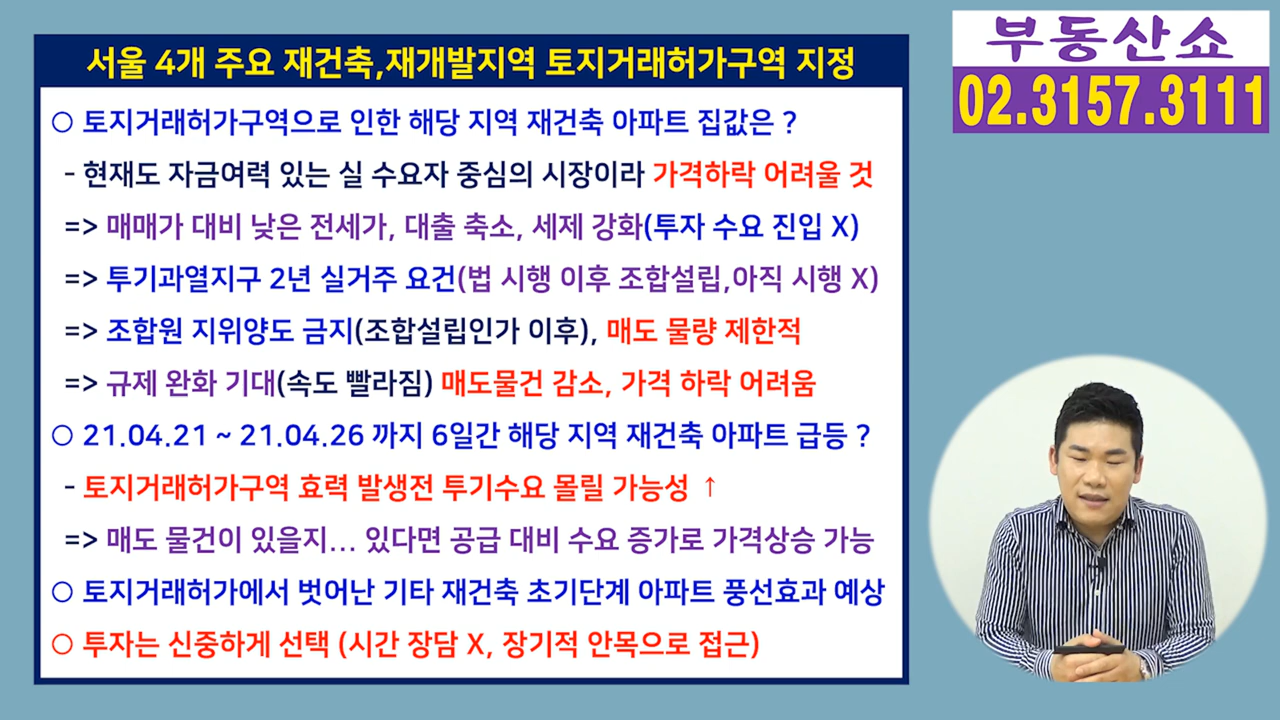 서울 4개 주요 재건축,재개발지역 토지거래허가구역 지정
○ 토지거래허가구역으로 인한 해당 지역 재건축 아파트 집값은 ?
- 현재도 자금여력 있는 실 수요자 중심의 시장이라 가격하락 어려울 것
=> 매매가 대비 낮은 전세가, 대출 축소, 세제 강화(투자 수요 진입 X)
=> 투기과열지구 2년 실거주 요건(법 시행 이후 조합설립,아직 시행 X)
=> 조합원 지위양도 금지(조합설립인가 이후), 매도 물량 제한적
=> 규제 완화 기대(속도 빨라짐) 매도물건 감소, 가격 하락 어려움
○ 21.04.21 ~ 21.04.26 까지 6일간 해당 지역 재건축 아파트 급등 ?
- 토지거래허가구역 효력 발생전 투기수요 몰릴 가능성 ↑
=> 매도 물건이 있을지... 있다면 공급 대비 수요 증가로 가격상승 가능
○ 토지거래허가에서 벗어난 기타 재건축 초기단계 아파트 풍선효과 예상
○ 투자는 신중하게 선택 (시간 장담 X, 장기적 안목으로 접근)
부동산쇼
02.3157.3111